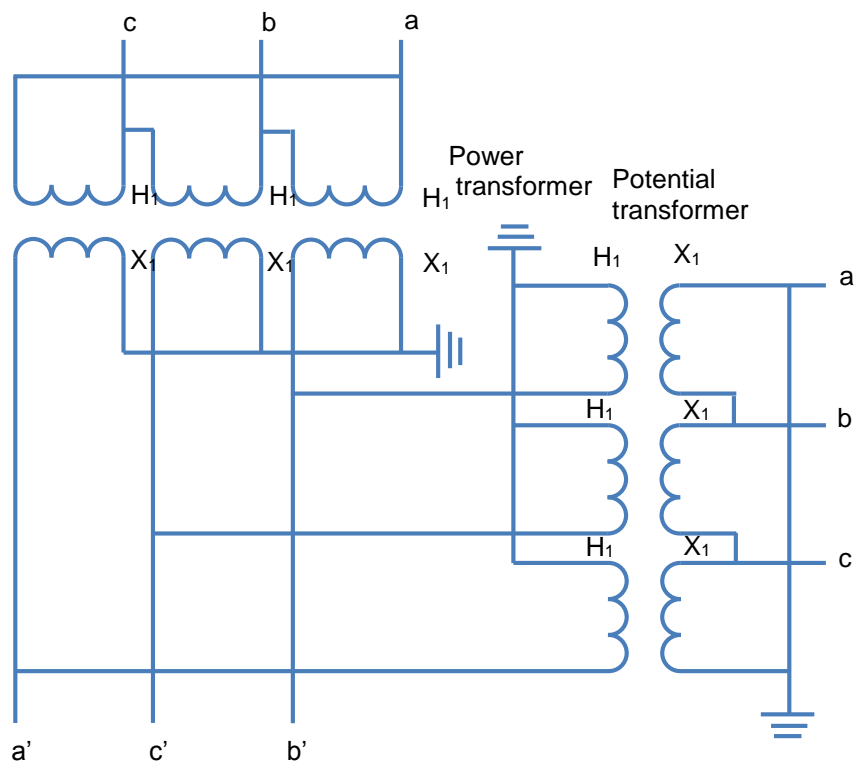 c b a
Power
transformer
Potential
transformer
H₁ H₁ H₁
X₁ X₁ X₁
H₁ X₁
a
H₁ X₁
b
H₁ X₁
c
a’ c’ b’